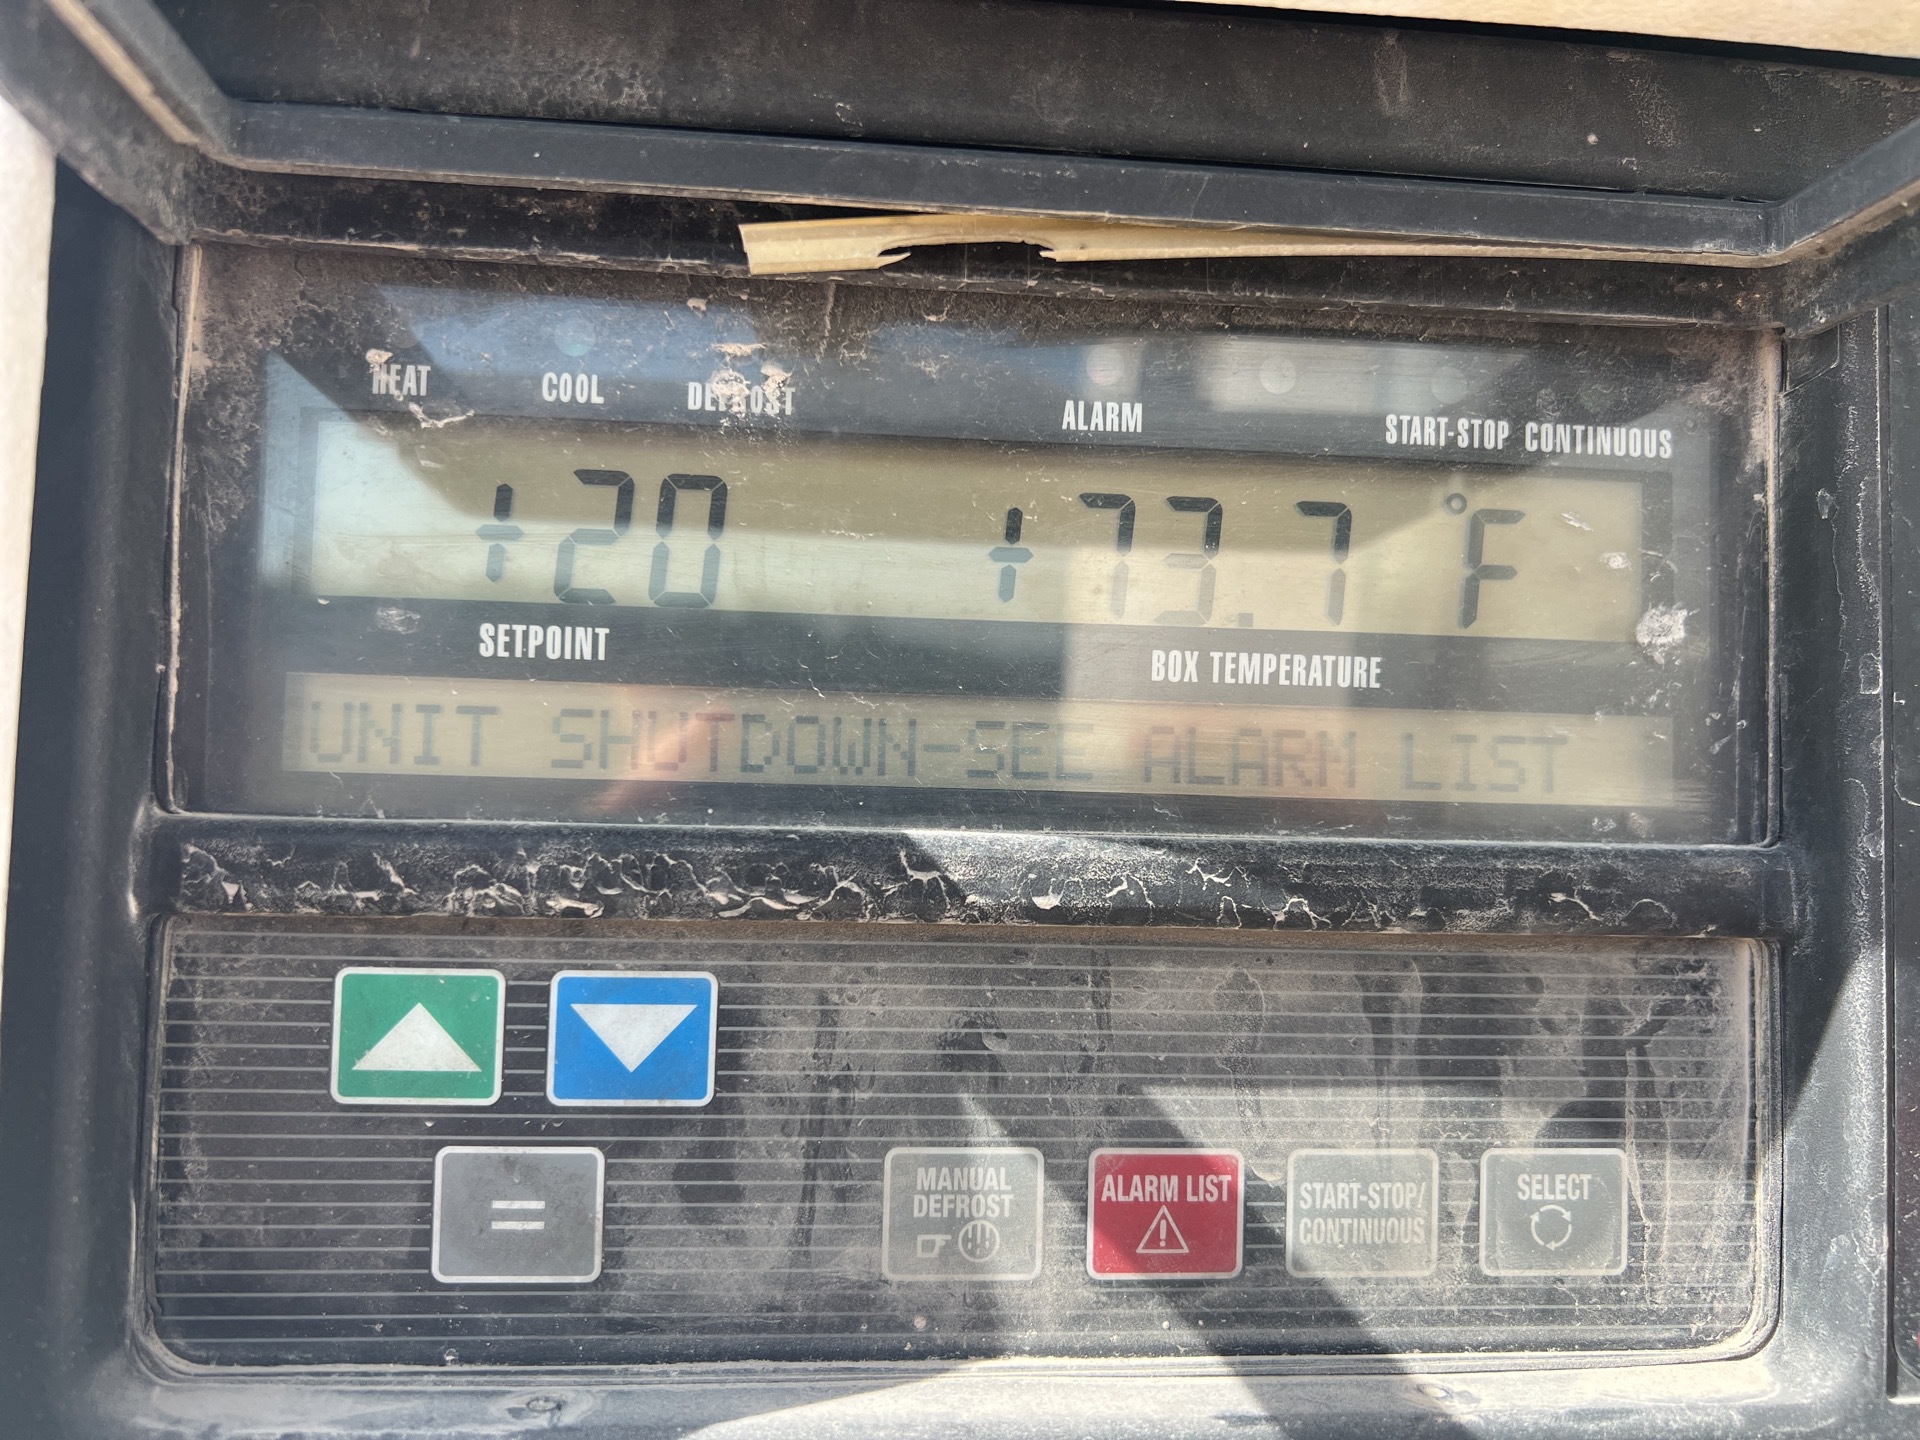 HEAT COOL DEFROST ALARM START-STOP CONTINUOUS
+20 +73.7 °F
SETPOINT BOX TEMPERATURE
UNIT SHUTDOWN-SEE ALARM LIST
=
MANUAL DEFROST
ALARM LIST
START-STOP/
CONTINUOUS
SELECT